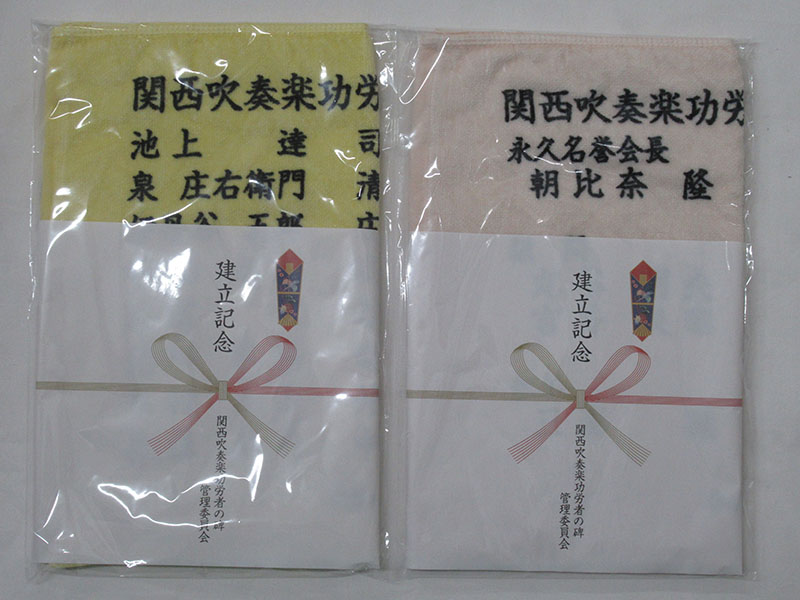 関西吹奏楽功労
池上 達 司
泉 庄右衛門 清
建立記念
関西吹奏楽功労者の碑
管理委員会
関西吹奏楽功労
永久名誉会長
朝比奈 隆
建立記念
関西吹奏楽功労者の碑
管理委員会